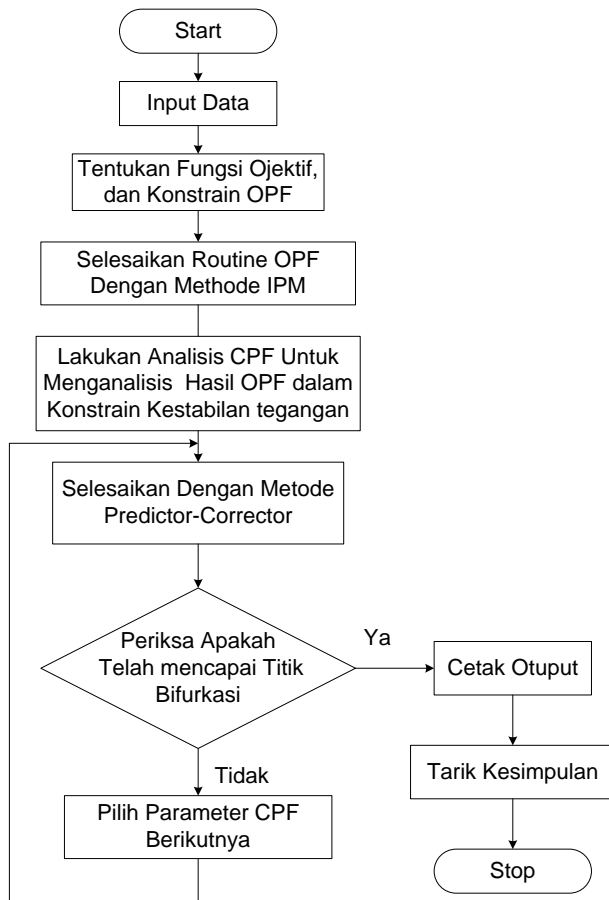 Start
Input Data
Tentukan Fungsi Ojektif,
dan Konstrain OPF
Selesaikan Routine OPF
Dengan Methode IPM
Lakukan Analisis CPF Untuk
Menganalisis Hasil OPF dalam
Konstrain Kestabilan tegangan
Selesaikan Dengan Metode
Predictor-Corrector
Periksa Apakah
Telah mencapai Titik
Bifurkasi
Ya
Cetak Otuput
Tarik Kesimpulan
Stop
Tidak
Pilih Parameter CPF
Berikutnya